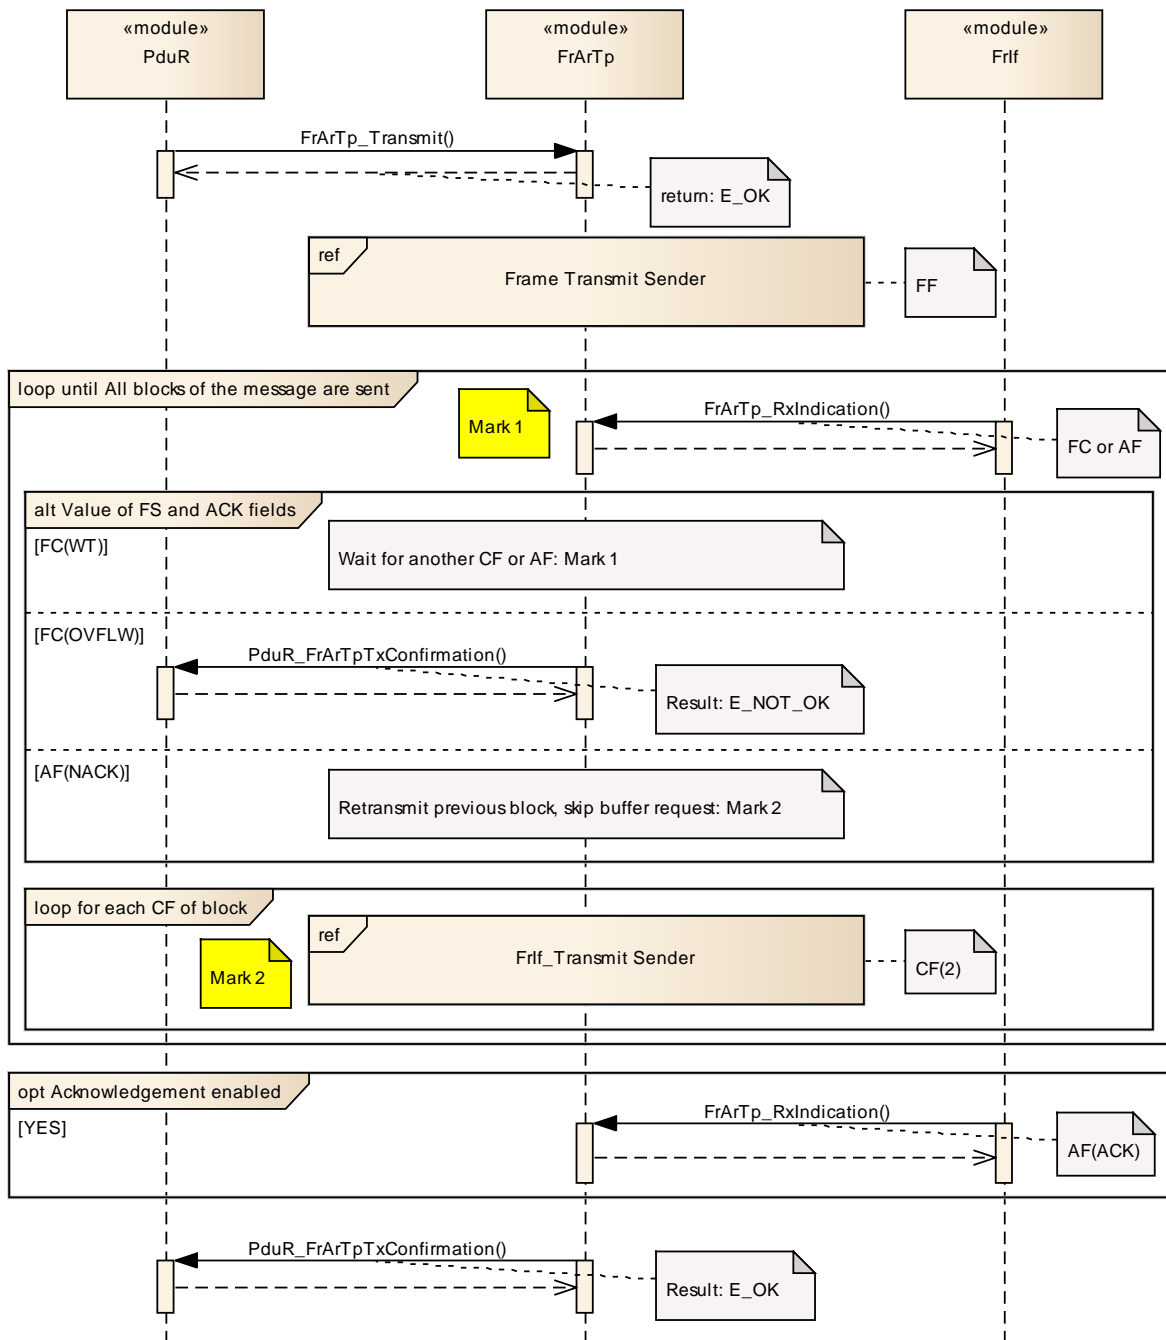 «module»
PduR
«module»
FrArTp
«module»
FrIf
FrArTp_Transmit()
return: E_OK
ref
Frame Transmit Sender
FF
loop until All blocks of the message are sent
Mark 1
FrArTp_RxIndication()
FC or AF
alt Value of FS and ACK fields
[FC(WT)]
Wait for another CF or AF: Mark 1
[FC(OVFLW)]
PduR_FrArTpTxConfirmation()
Result: E_NOT_OK
[AF(NACK)]
Retransmit previous block, skip buffer request: Mark 2
loop for each CF of block
ref
Mark 2
FrIf_Transmit Sender
CF(2)
opt Acknowledgement enabled
[YES]
FrArTp_RxIndication()
AF(ACK)
PduR_FrArTpTxConfirmation()
Result: E_OK